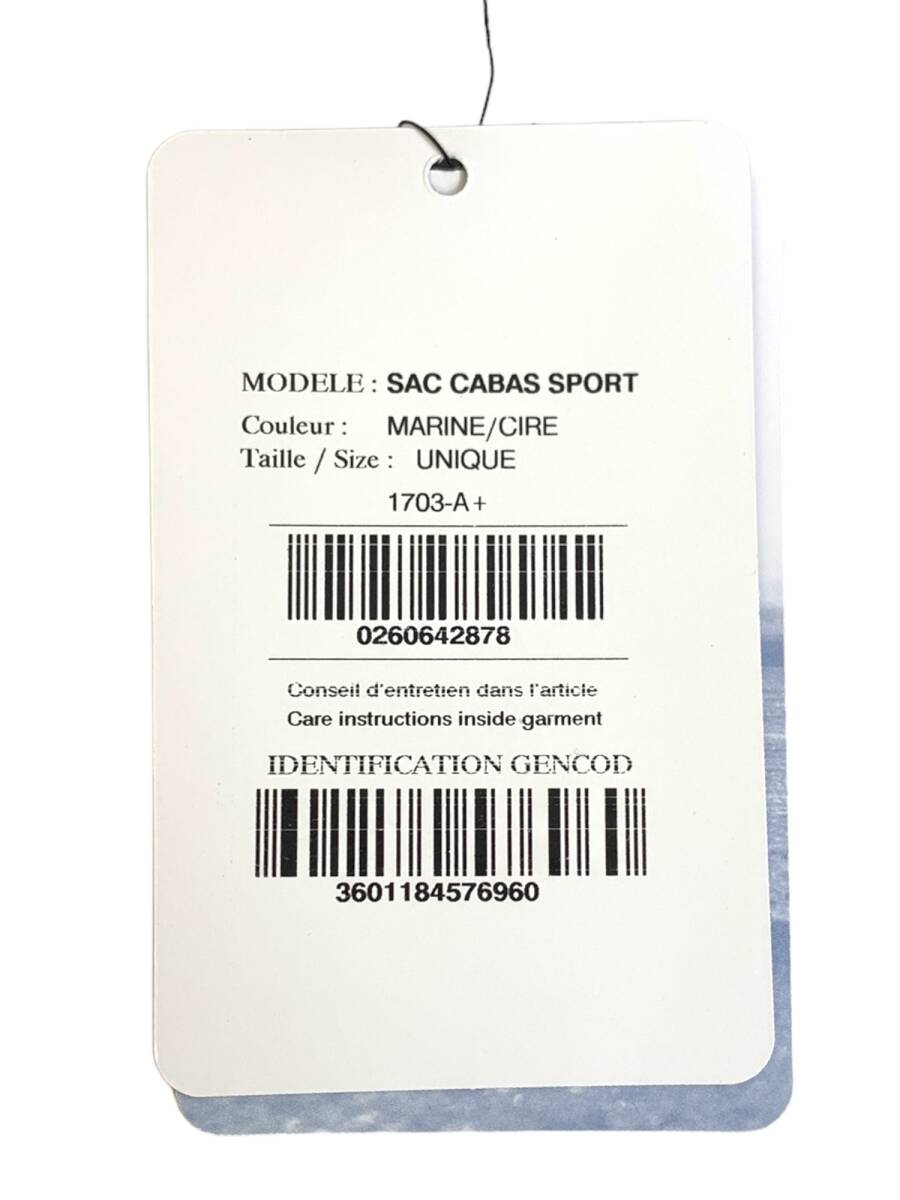 MODELE : SAC CABAS SPORT
Couleur : MARINE/CIRE
Taille / Size : UNIQUE
1703-A+
0260642878
Conseil d'entretien dans l'article
Care instructions inside garment
IDENTIFICATION GENCOD
3601184576960